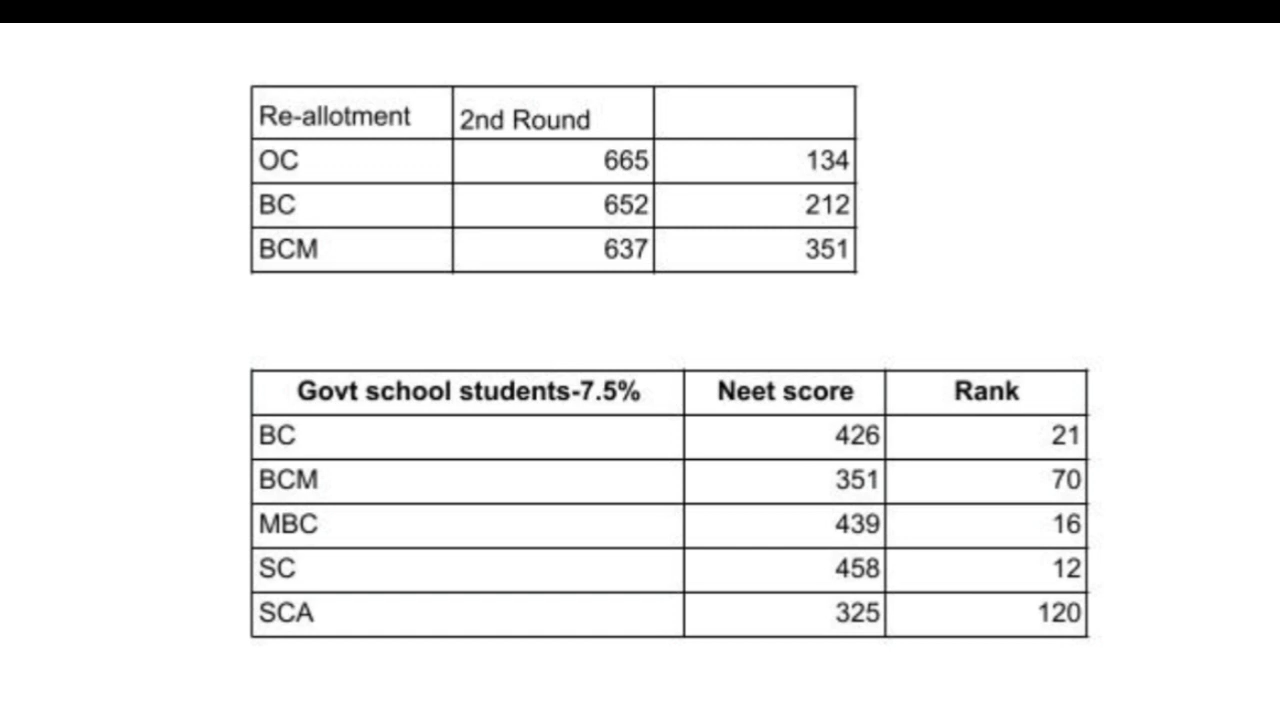 Re-allotment 2nd Round
OC 665 134
BC 652 212
BCM 637 351
Govt school students-7.5% Neet score Rank
BC 426 21
BCM 351 70
MBC 439 16
SC 458 12
SCA 325 120